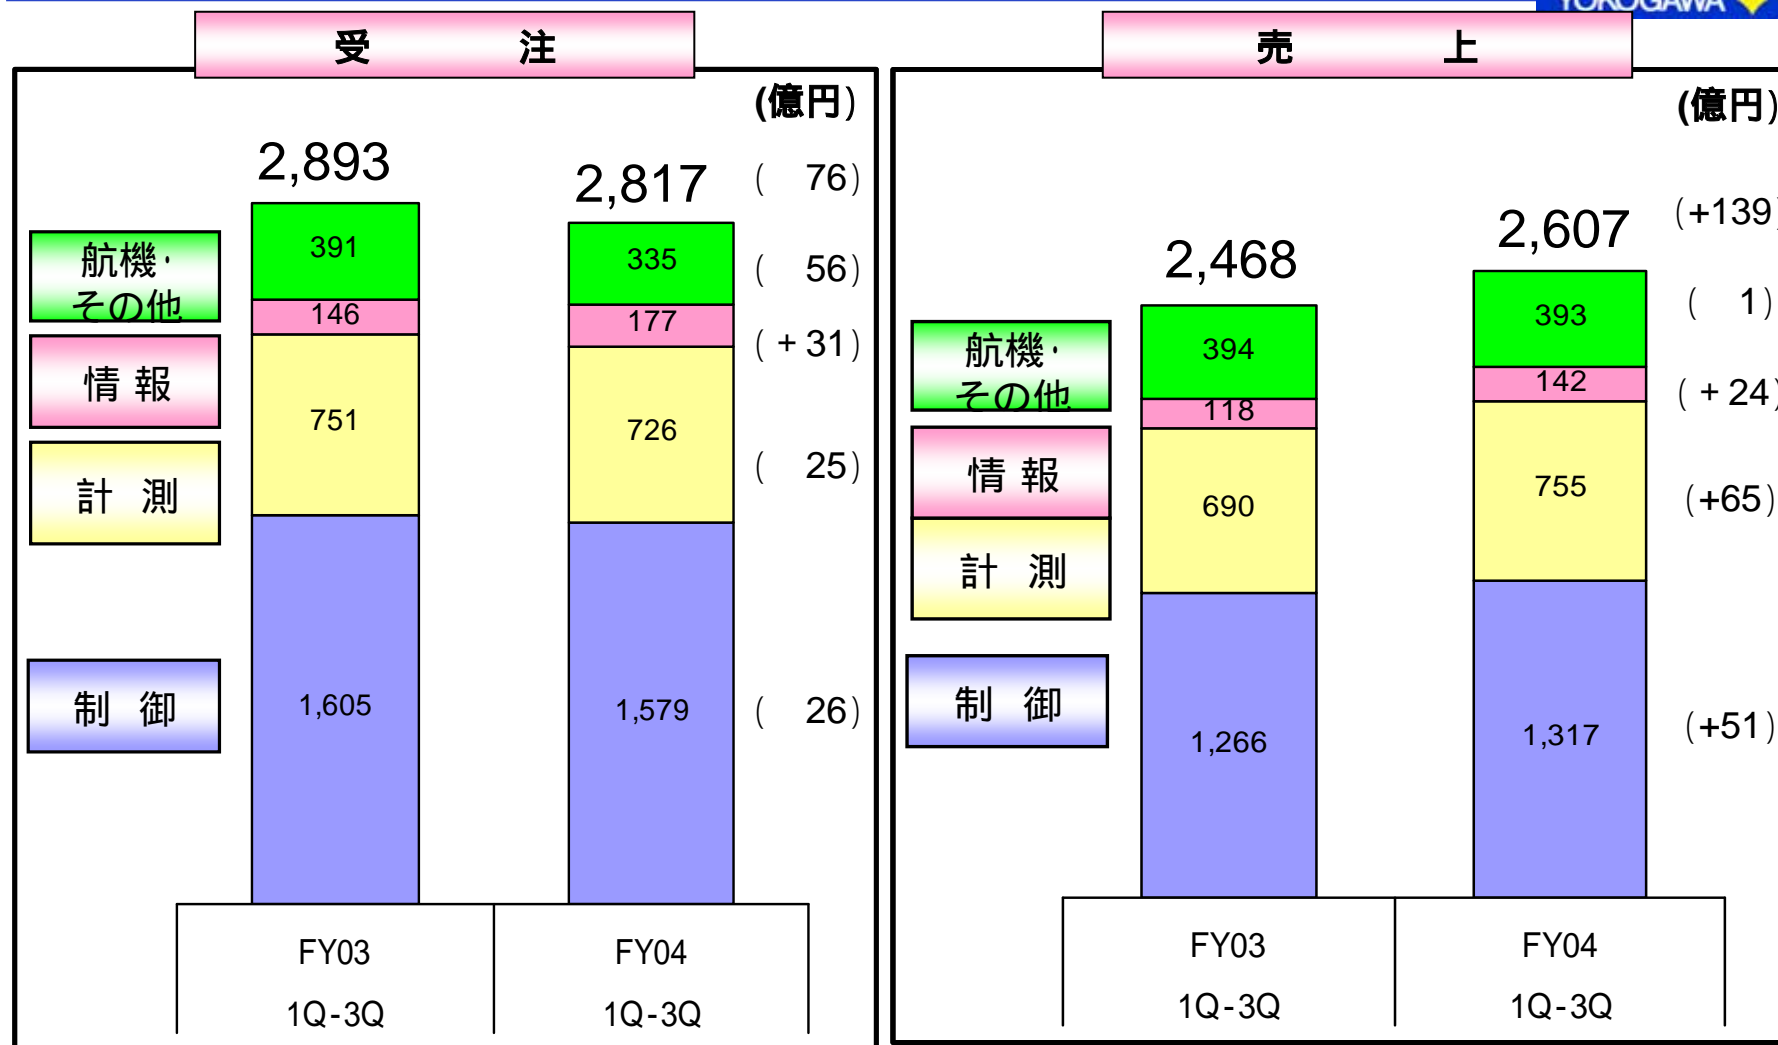 YOKOGAWA
受 注
(億円)
2,893
2,817
( 76)
航機・
その他
391
335
( 56)
情 報
146
177
( + 31)
計 測
751
726
( 25)
制 御
1,605
1,579
( 26)
FY03
FY04
1Q-3Q
1Q-3Q
売 上
(億円)
2,468
2,607
(+139)
航機・
その他
394
393
( 1)
情 報
118
142
( + 24)
計 測
690
755
(+65)
制 御
1,266
1,317
(+51)
FY03
FY04
1Q-3Q
1Q-3Q